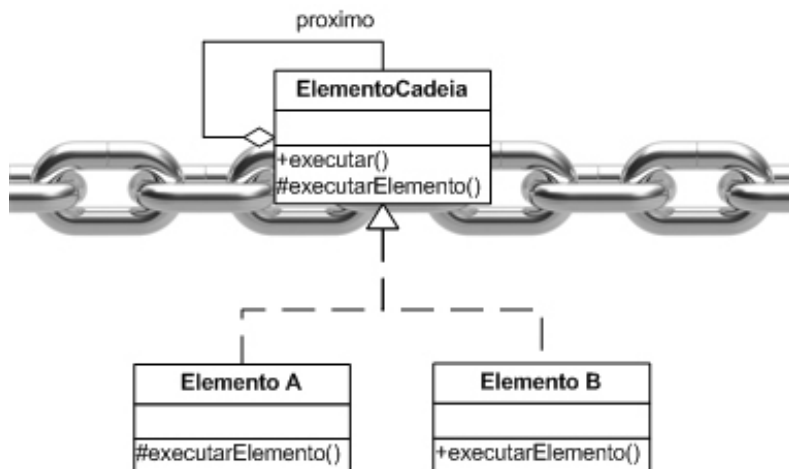 proximo
ElementoCadeia
+executar()
#executarElemento()
Elemento A
Elemento B
#executarElemento()
+executarElemento()